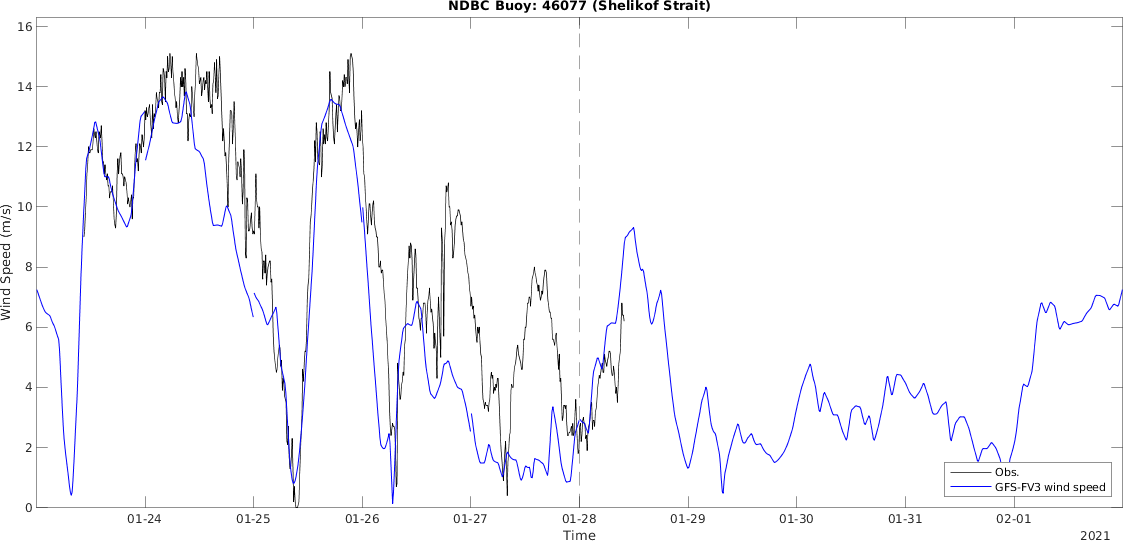 NDBC Buoy: 46077 (Shelikof Strait)
16
14
12
10
8
6
4
2
0
Wind Speed (m/s)
01-24 01-25 01-26 01-27 01-28 01-29 01-30 01-31 02-01
Time
2021
Obs.
GFS-FV3 wind speed